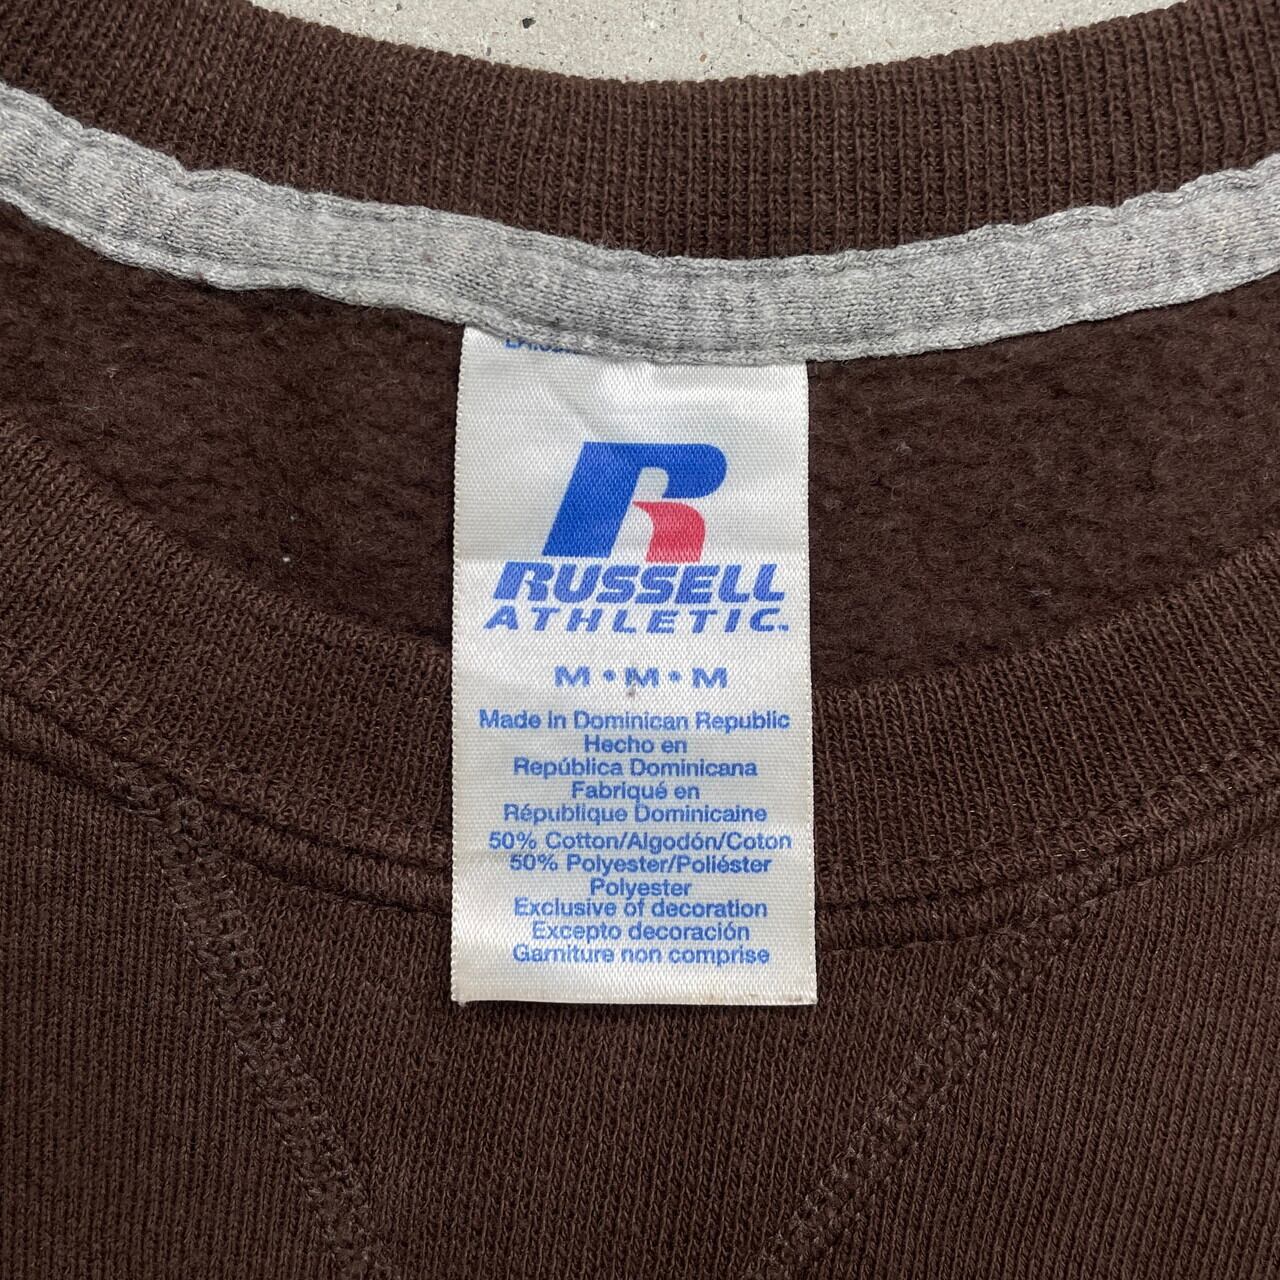 R
RUSSELL
ATHLETIC™
M • M • M
Made in Dominican Republic
Hecho en
República Dominicana
Fabriqué en
République Dominicaine
50% Cotton/Algodón/Coton
50% Polyester/Poliéster
Polyester
Exclusive of decoration
Excepto decoración
Garniture non comprise